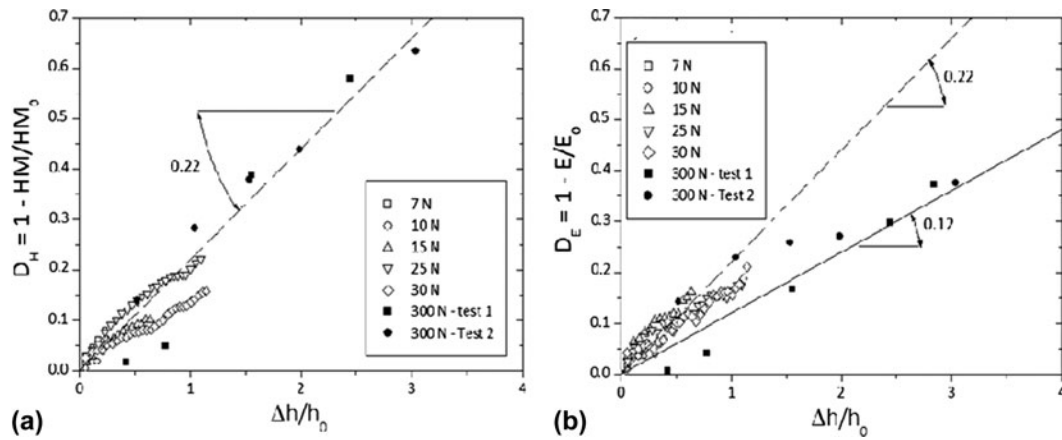 0.7
0.6
0.5
0.4
0.3
0.2
0.1
0.0
D_H = 1 - HM/HM_0
0.22
7 N
10 N
15 N
25 N
30 N
300 N - test 1
300 N - Test 2
0 1 2 3 4
Δh/h_0
(a)
0.7
0.6
0.5
0.4
0.3
0.2
0.1
0.0
D_E = 1 - E/E_0
7 N
10 N
15 N
25 N
30 N
300 N - test 1
300 N - Test 2
0.22
0.12
0 1 2 3 4
Δh/h_0
(b)